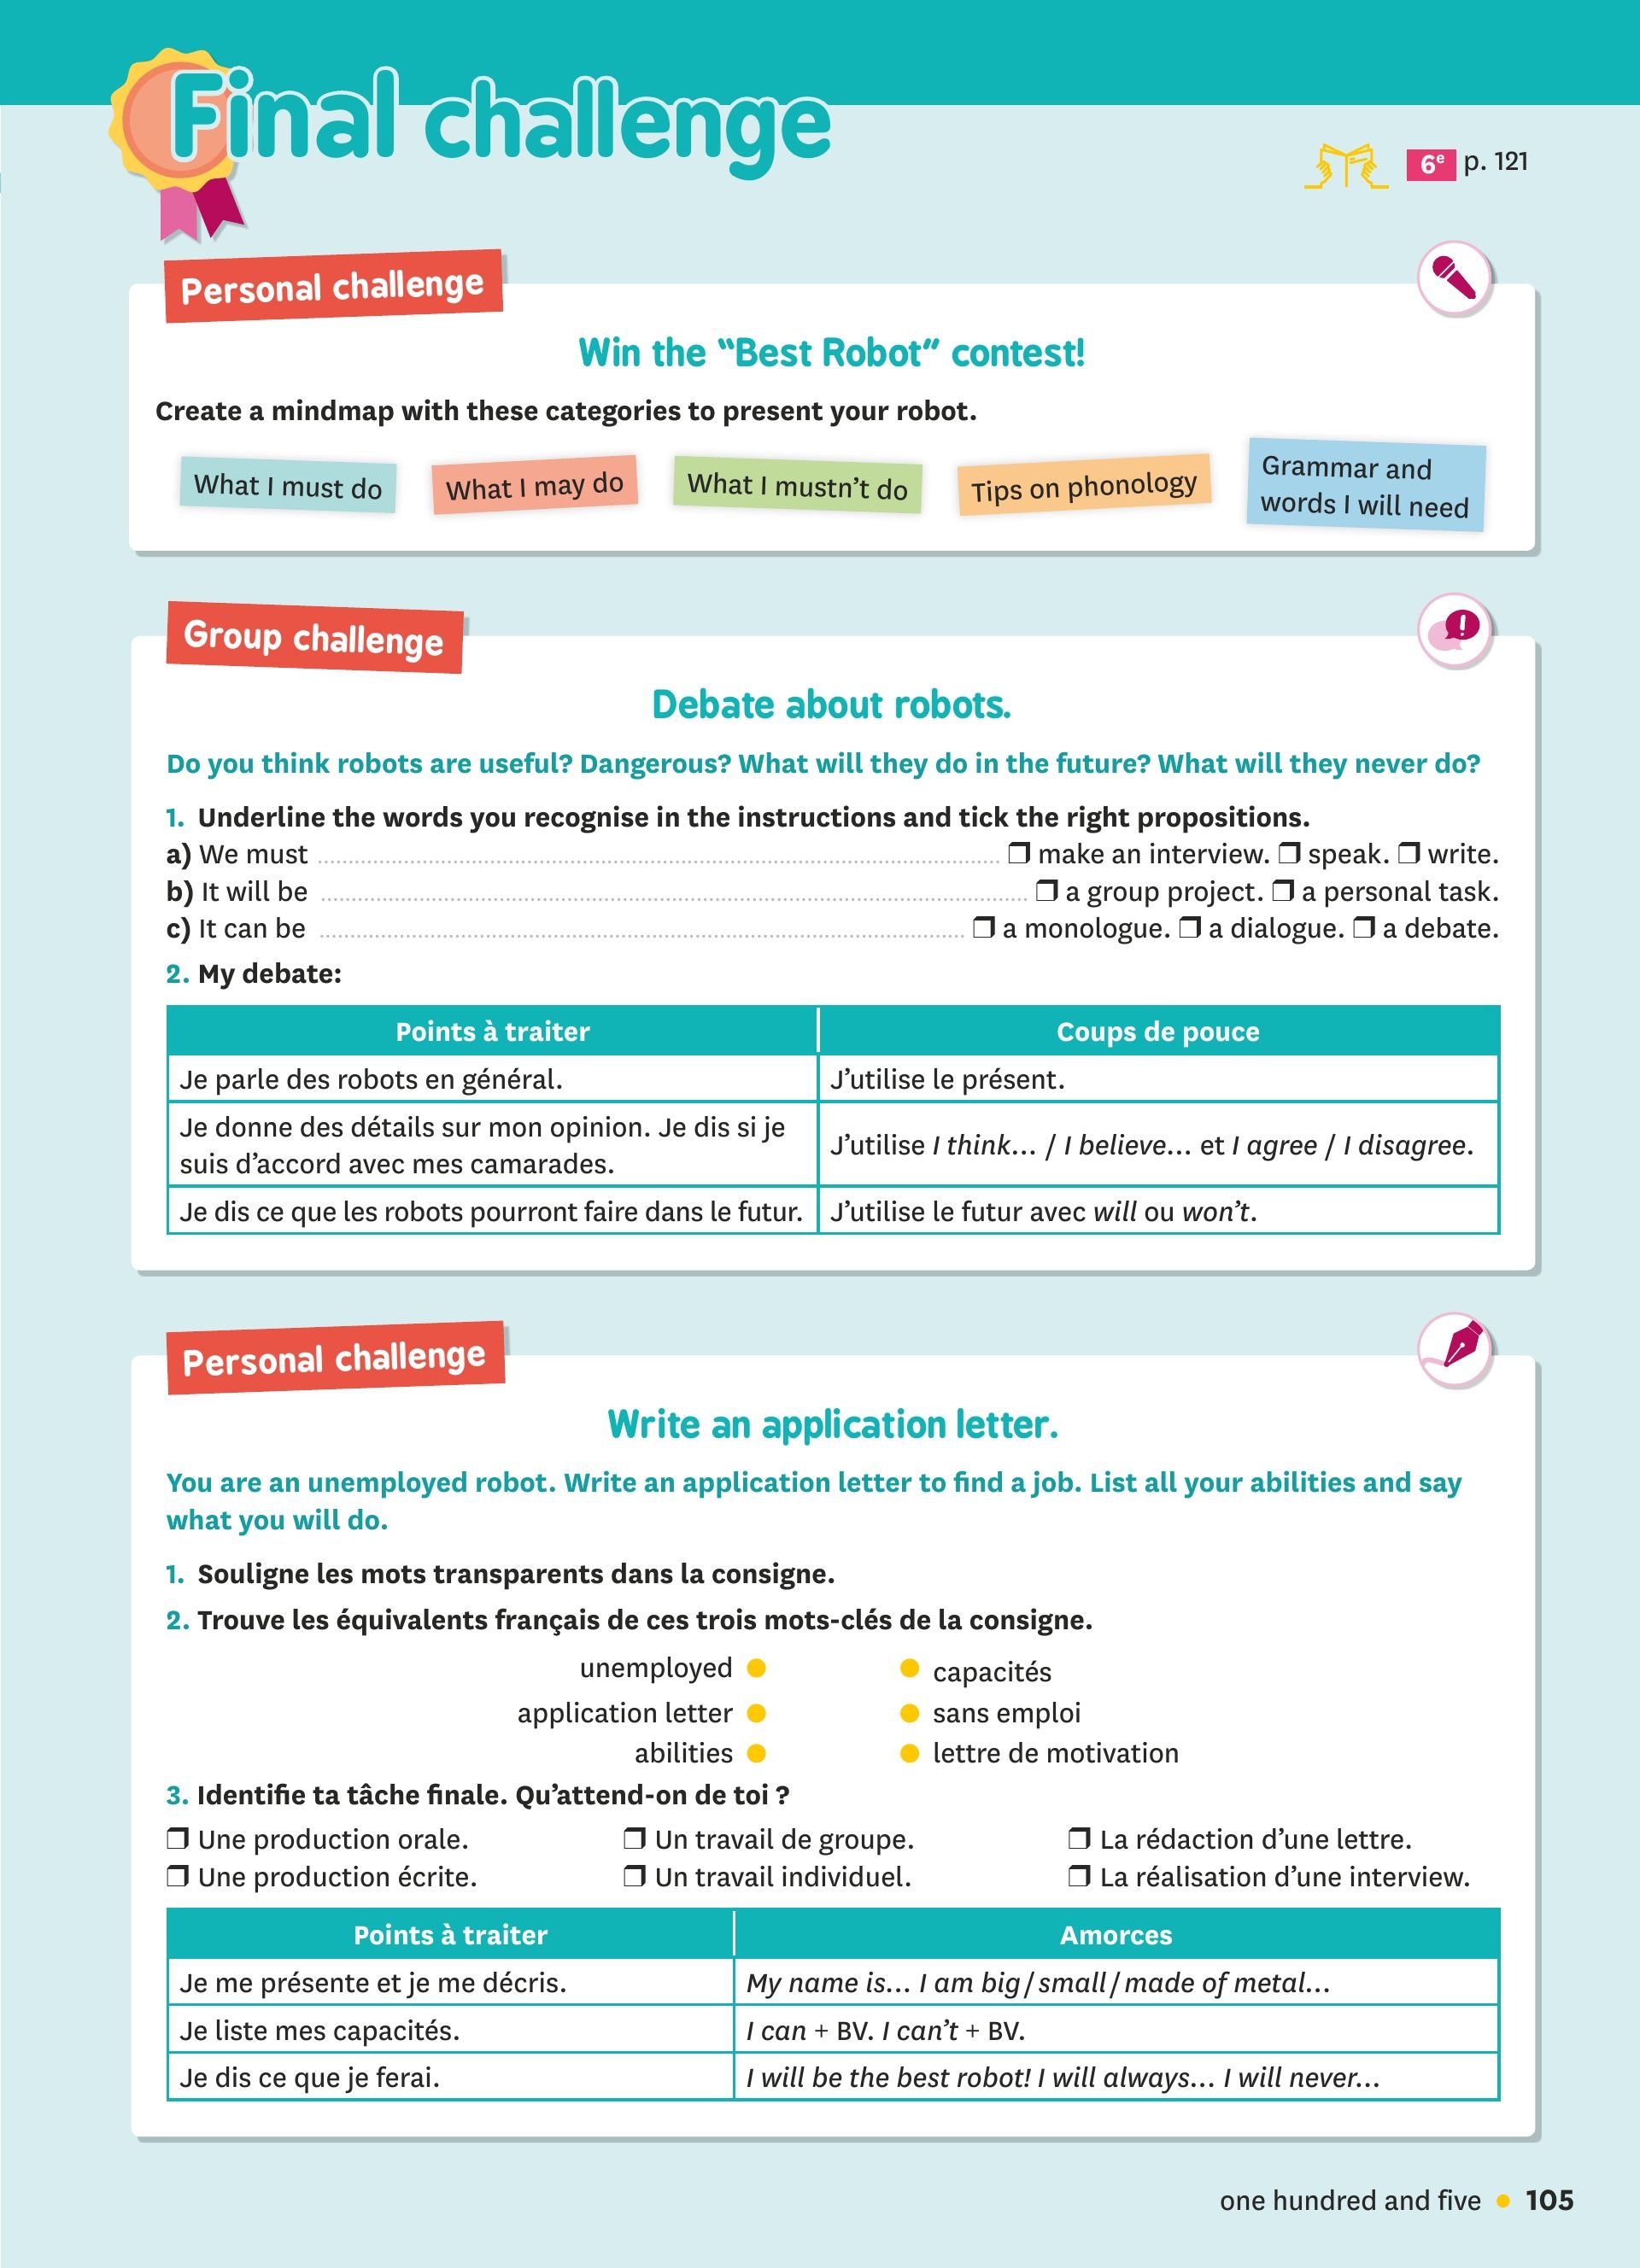 Final challenge
6e p. 121
Personal challenge
Win the “Best Robot” contest!
Create a mindmap with these categories to present your robot.
What I must do
What I may do
What I mustn’t do
Tips on phonology
Grammar and
words I will need
Group challenge
Debate about robots.
Do you think robots are useful? Dangerous? What will they do in the future? What will they never do?
1. Underline the words you recognise in the instructions and tick the right propositions.
a) We must ........ ❒ make an interview. ❒ speak. ❒ write.
b) It will be ........ ❒ a group project. ❒ a personal task.
c) It can be ........ ❒ a monologue. ❒ a dialogue. ❒ a debate.
2. My debate:
Points à traiter Coups de pouce
Je parle des robots en général. J’utilise le présent.
Je donne des détails sur mon opinion. Je dis si je
suis d’accord avec mes camarades.
J’utilise I think… / I believe… et I agree / I disagree.
Je dis ce que les robots pourront faire dans le futur. J’utilise le futur avec will ou won’t.
Personal challenge
Write an application letter.
You are an unemployed robot. Write an application letter to find a job. List all your abilities and say
what you will do.
1. Souligne les mots transparents dans la consigne.
2. Trouve les équivalents français de ces trois mots-clés de la consigne.
unemployed ● ● capacités
application letter ● ● sans emploi
abilities ● ● lettre de motivation
3. Identifie ta tâche finale. Qu’attend-on de toi ?
❒ Une production orale. ❒ Un travail de groupe. ❒ La rédaction d’une lettre.
❒ Une production écrite. ❒ Un travail individuel. ❒ La réalisation d’une interview.
Points à traiter Amorces
Je me présente et je me décris. My name is… I am big / small / made of metal…
Je liste mes capacités. I can + BV. I can’t + BV.
Je dis ce que je ferai. I will be the best robot! I will always… I will never…
one hundred and five ● 105